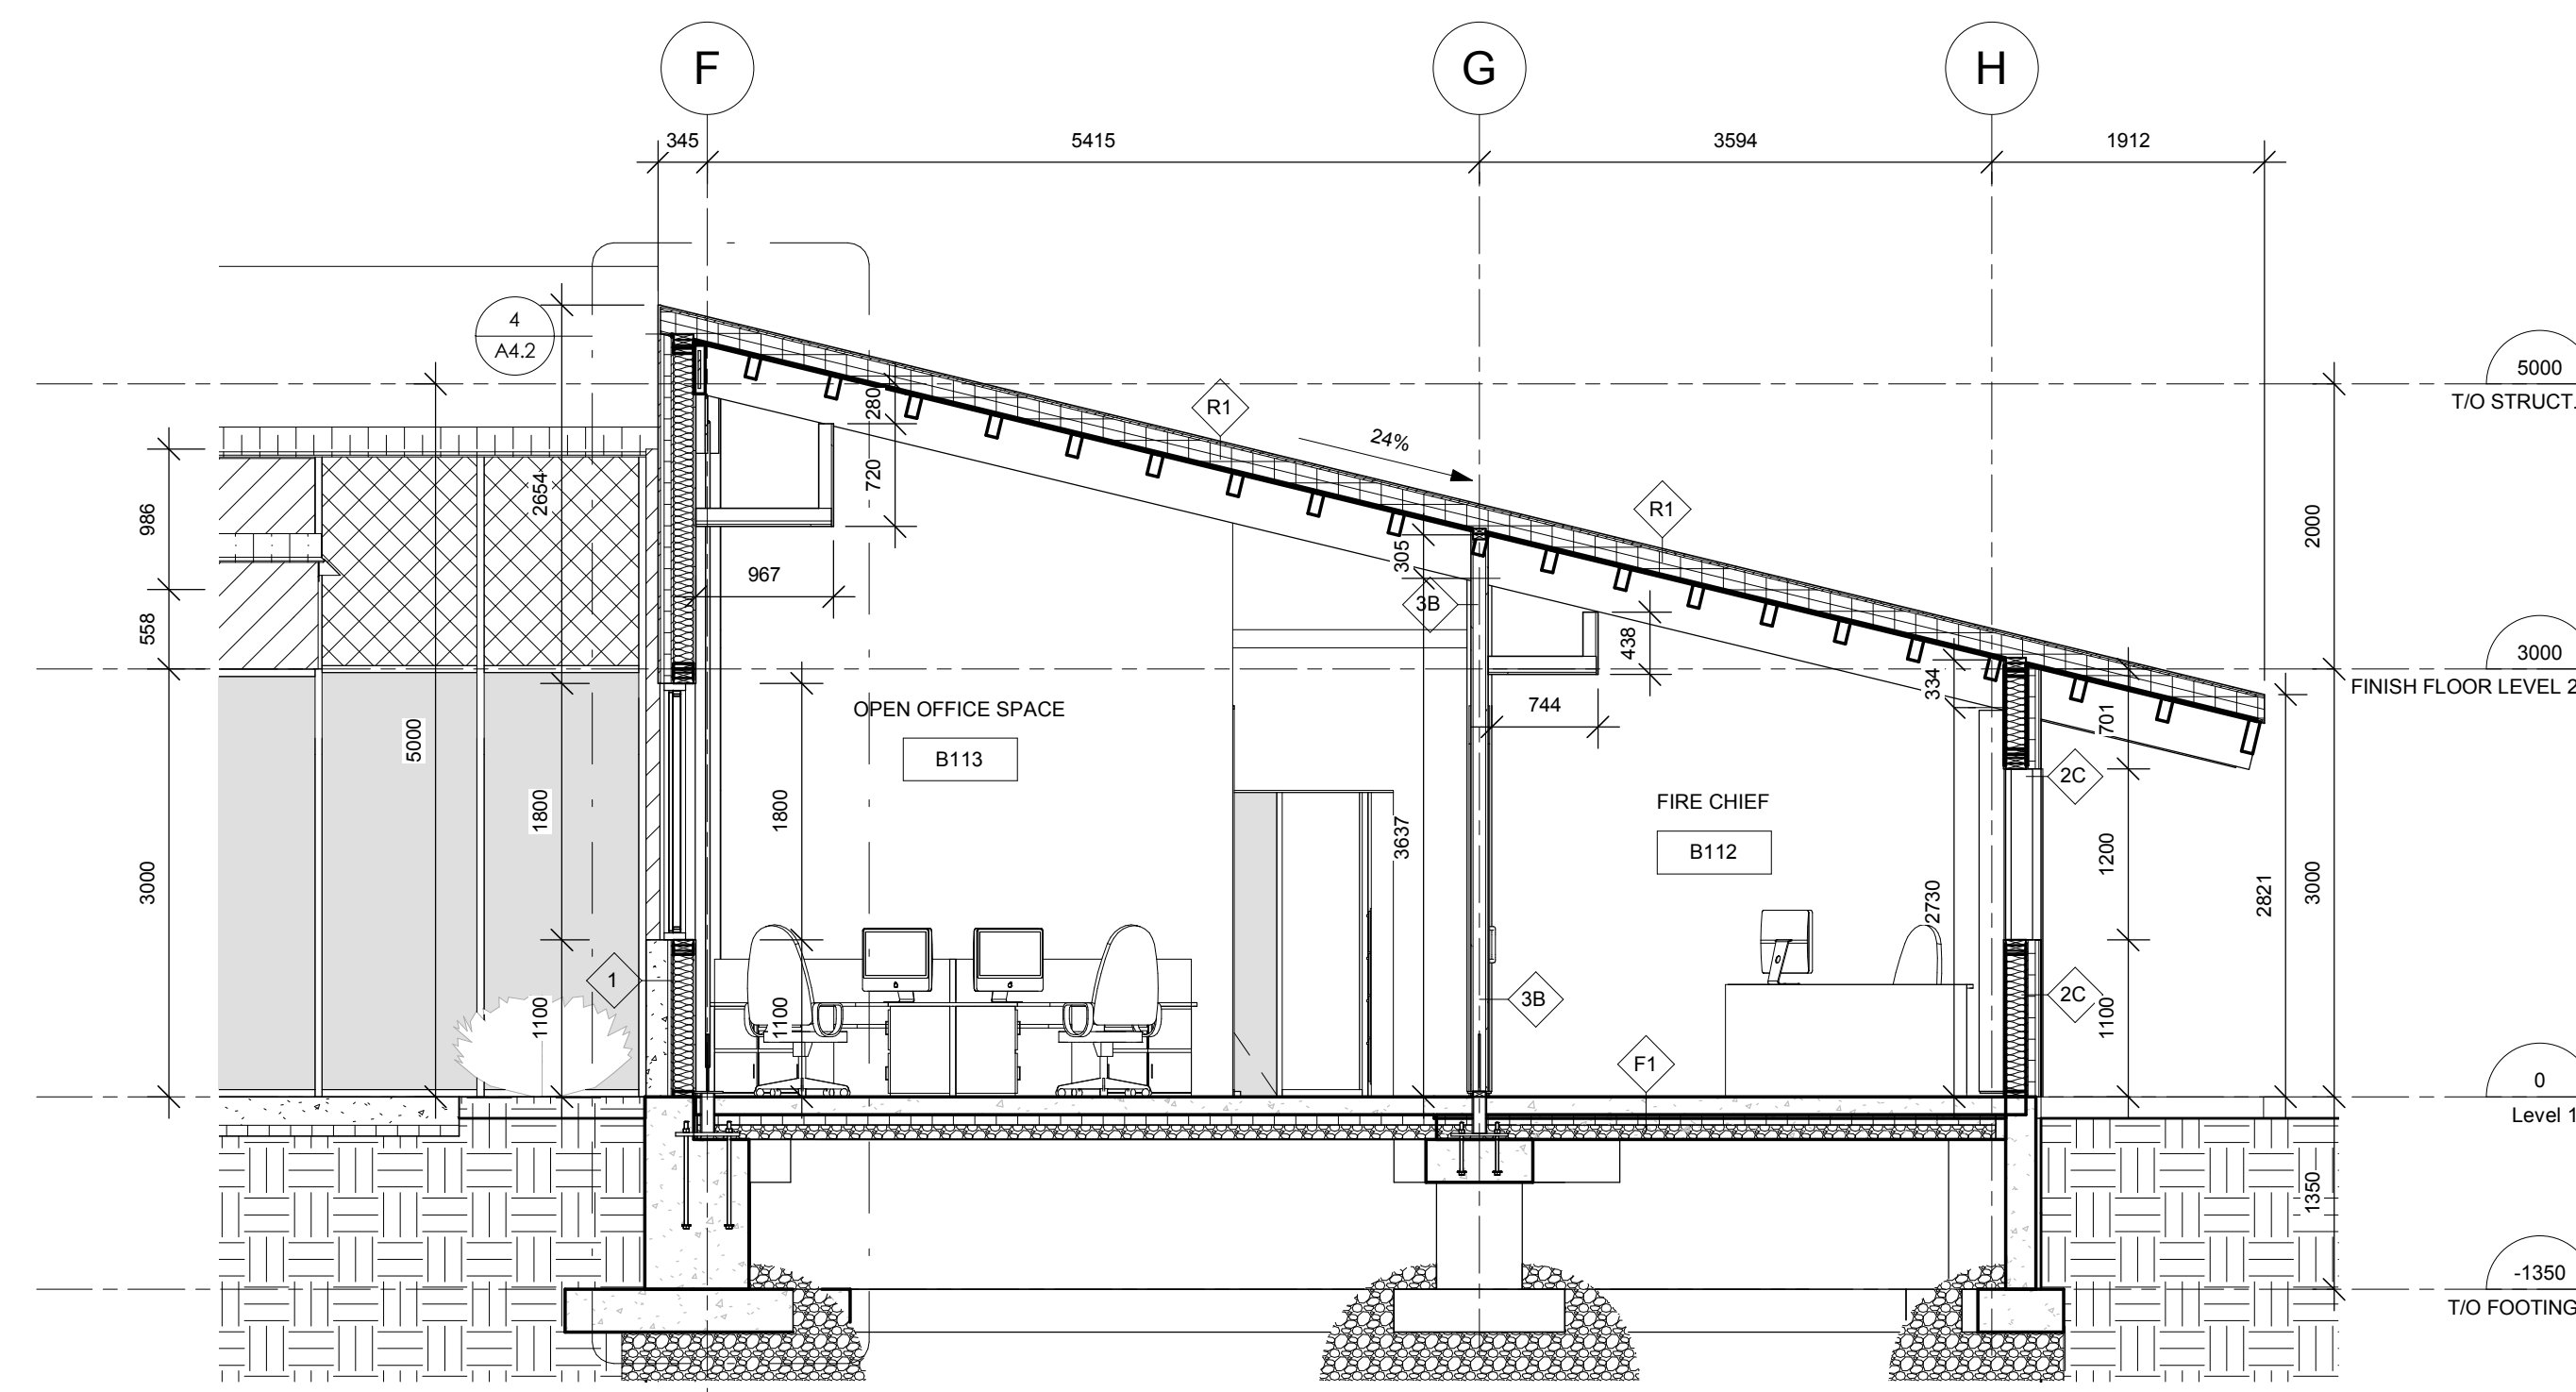 F
G
H
345
5415
3594
1912
4
A4.2
5000
T/O STRUCT.
280
R1
24%
720
2654
986
R1
2000
305
967
3B
558
438
3000
FINISH FLOOR LEVEL 2
334
744
701
OPEN OFFICE SPACE
B113
5000
2C
1800
1800
3637
FIRE CHIEF
B112
1200
3000
2730
2821
3000
1
3B
2C
1100
1100
1100
F1
0
Level 1
1350
-1350
T/O FOOTING